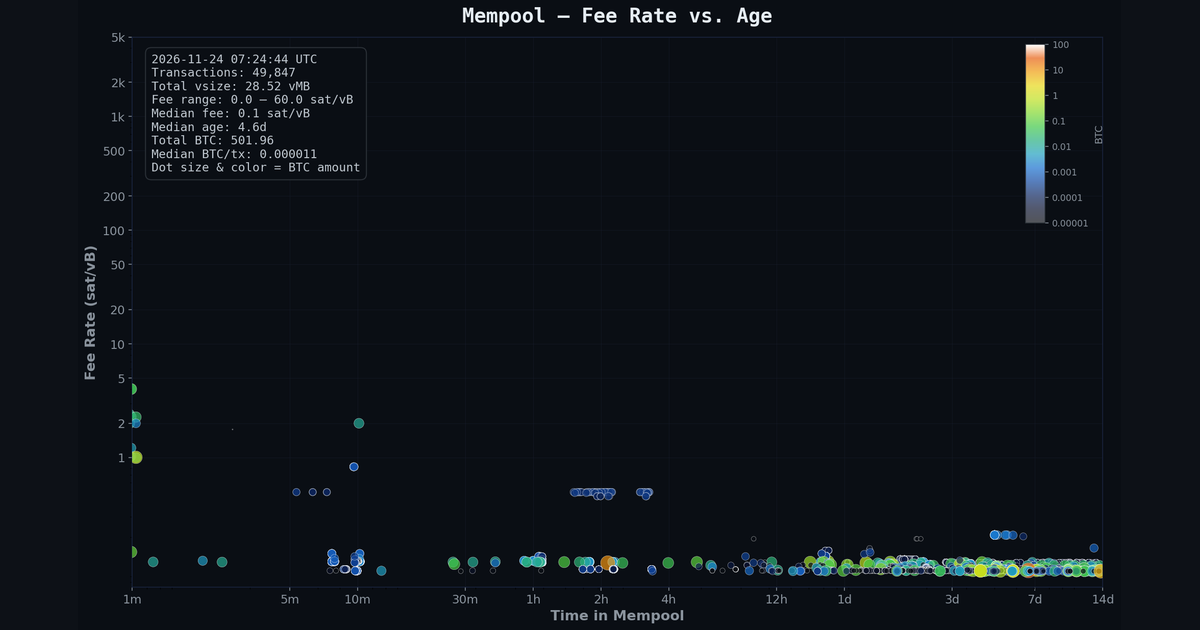 Mempool — Fee Rate vs. Age
2026-11-24 07:24:44 UTC
Transactions: 49,847
Total vsize: 28.52 vMB
Fee range: 0.0 – 60.0 sat/vB
Median fee: 0.1 sat/vB
Median age: 4.6d
Total BTC: 501.96
Median BTC/tx: 0.000011
Dot size & color = BTC amount
100
10
1
0.1
0.01
0.001
0.0001
0.00001
BTC
Fee Rate (sat/vB)
5k
2k
1k
500
200
100
50
20
10
5
2
1
1m
5m
10m
30m
1h
2h
4h
12h
1d
3d
7d
14d
Time in Mempool